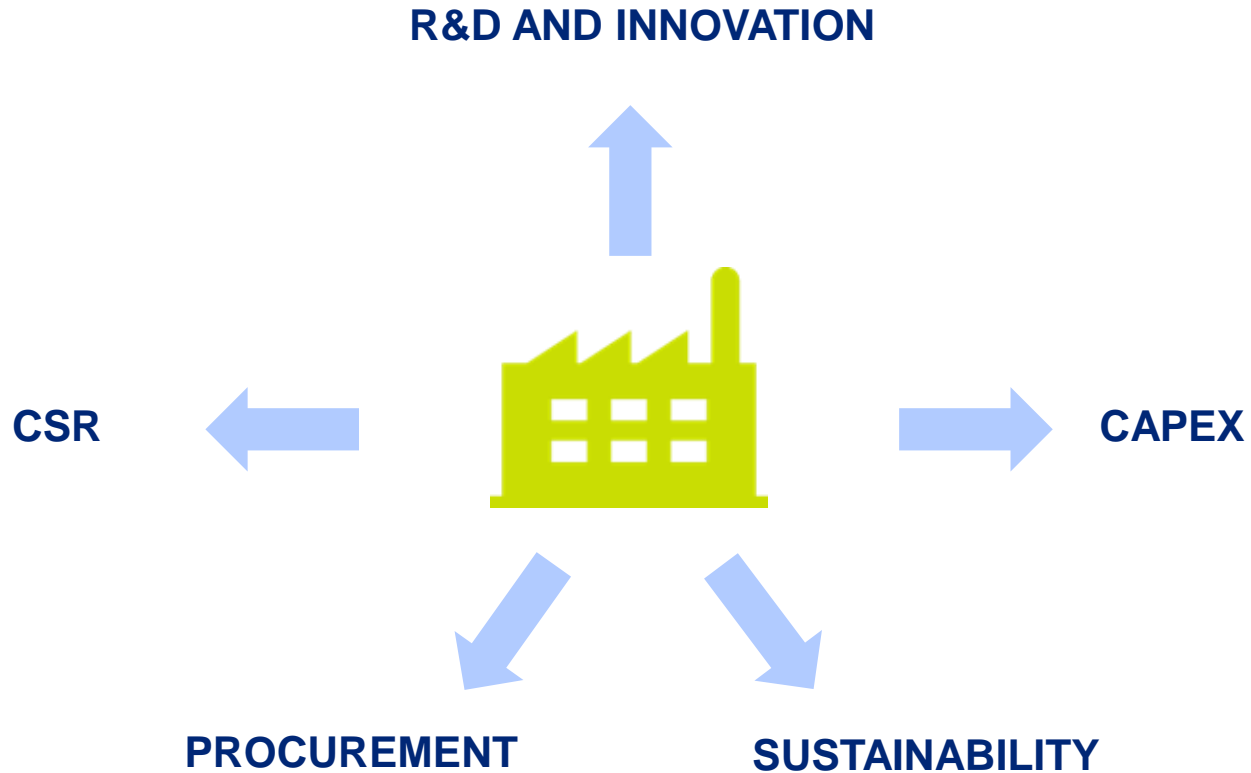 R&D AND INNOVATION
CSR
CAPEX
PROCUREMENT
SUSTAINABILITY